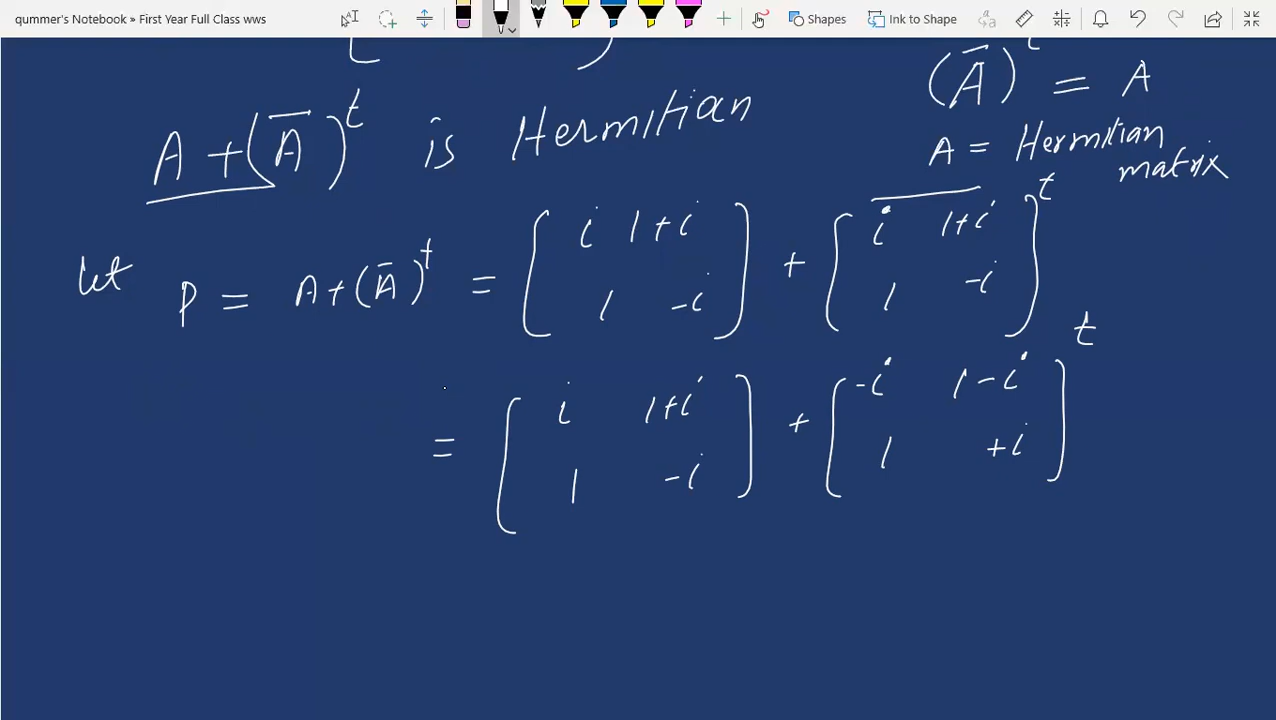 qummer's Notebook » First Year Full Class wws
Shapes
Ink to Shape
(Ā)ᵗ = A
A + (Ā)ᵗ is Hermitian
A = Hermitian
matrix
let P = A + (Ā)ᵗ = [i 1+i; 1 -i] + [i 1+i; 1 -i]‾ ᵗ
= [i 1+i; 1 -i] + [-i 1-i; 1 +i]ᵗ